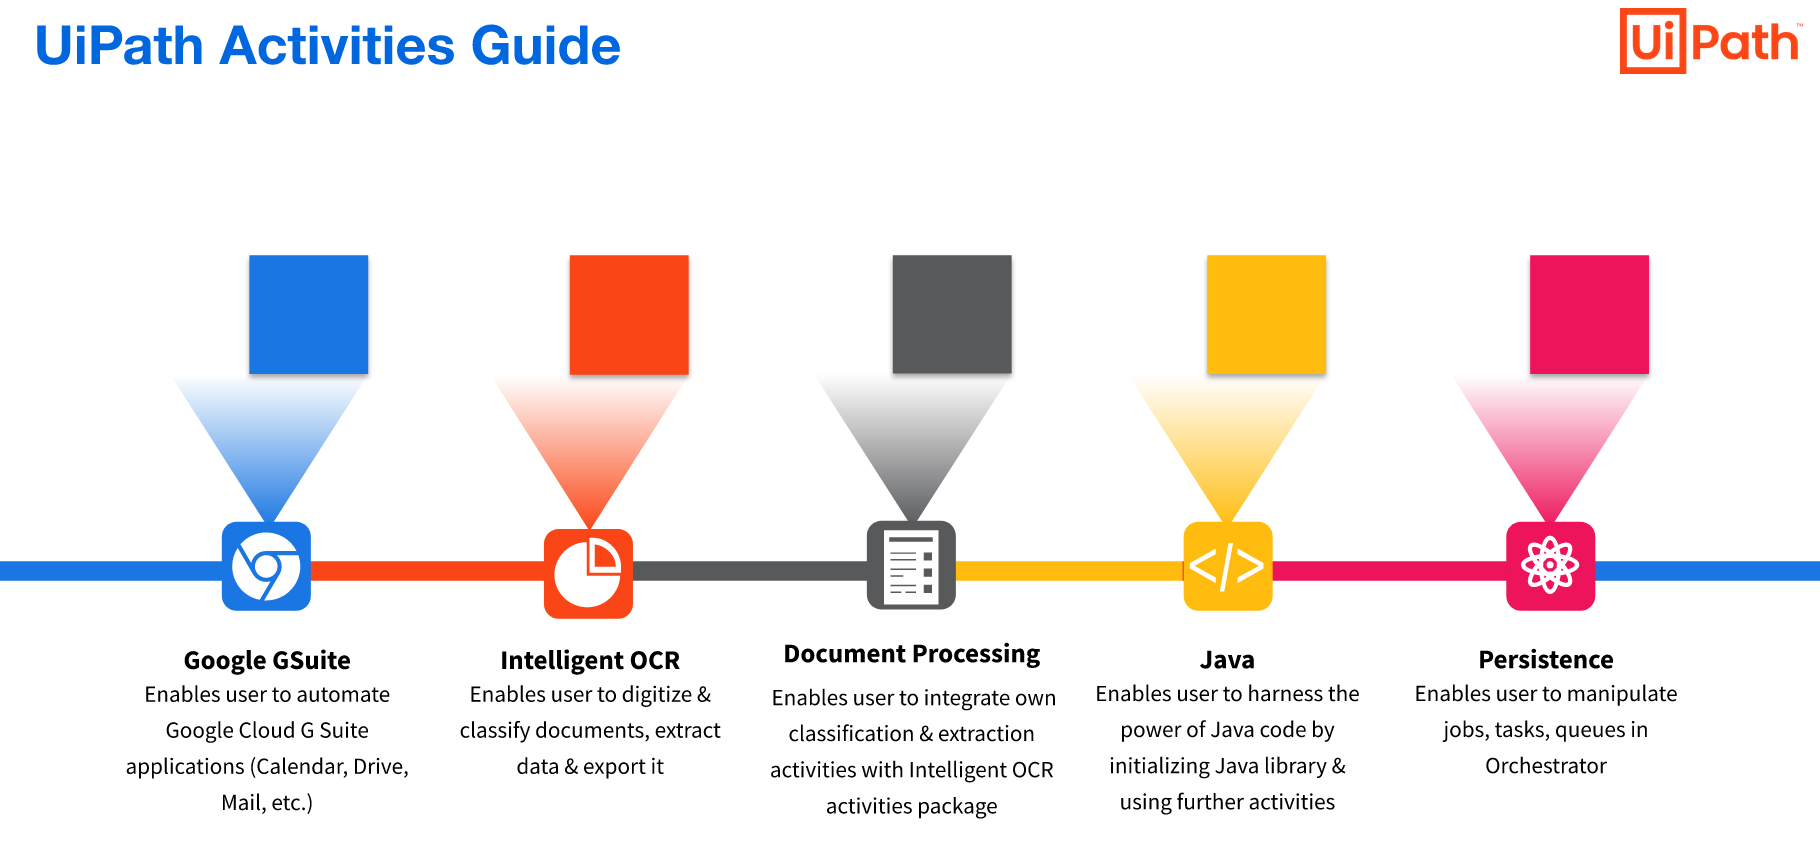 UiPath Activities Guide
UiPath™
Google GSuite
Enables user to automate
Google Cloud G Suite
applications (Calendar, Drive,
Mail, etc.)
Intelligent OCR
Enables user to digitize &
classify documents, extract
data & export it
Document Processing
Enables user to integrate own
classification & extraction
activities with Intelligent OCR
activities package
</>
Java
Enables user to harness the
power of Java code by
initializing Java library &
using further activities
Persistence
Enables user to manipulate
jobs, tasks, queues in
Orchestrator